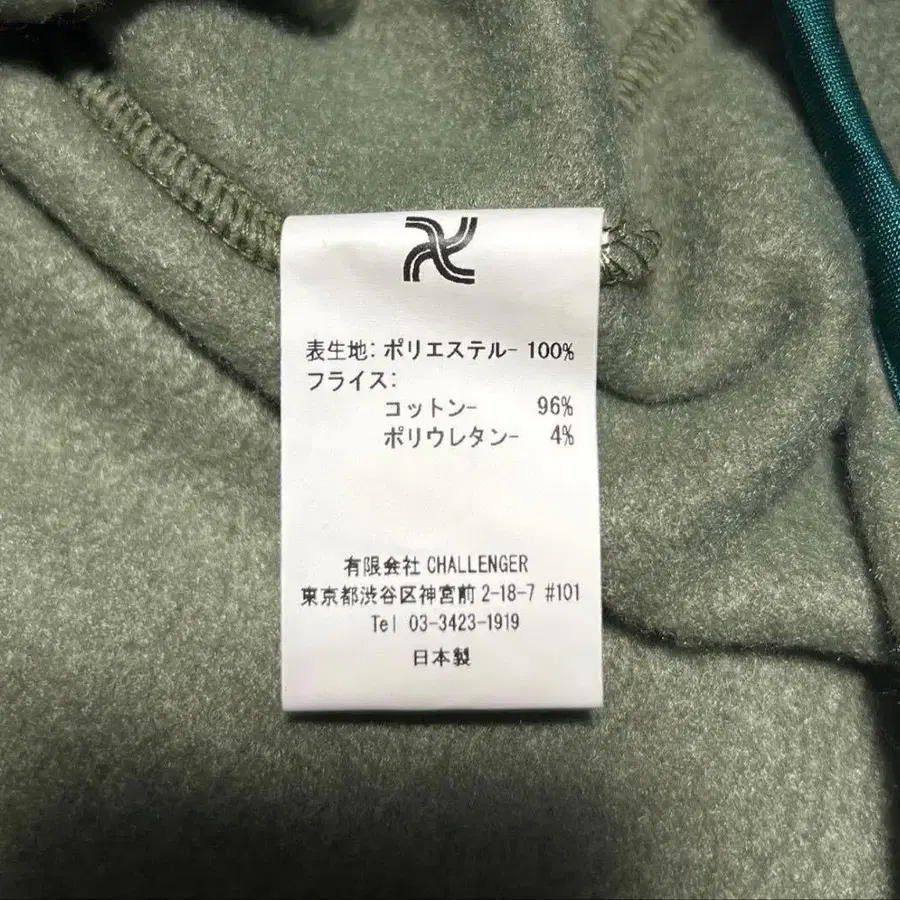 表生地: ポリエステル- 100%
フライス:
コットン- 96%
ポリウレタン- 4%
有限会社 CHALLENGER
東京都渋谷区神宮前 2-18-7 #101
Tel 03-3423-1919
日本製